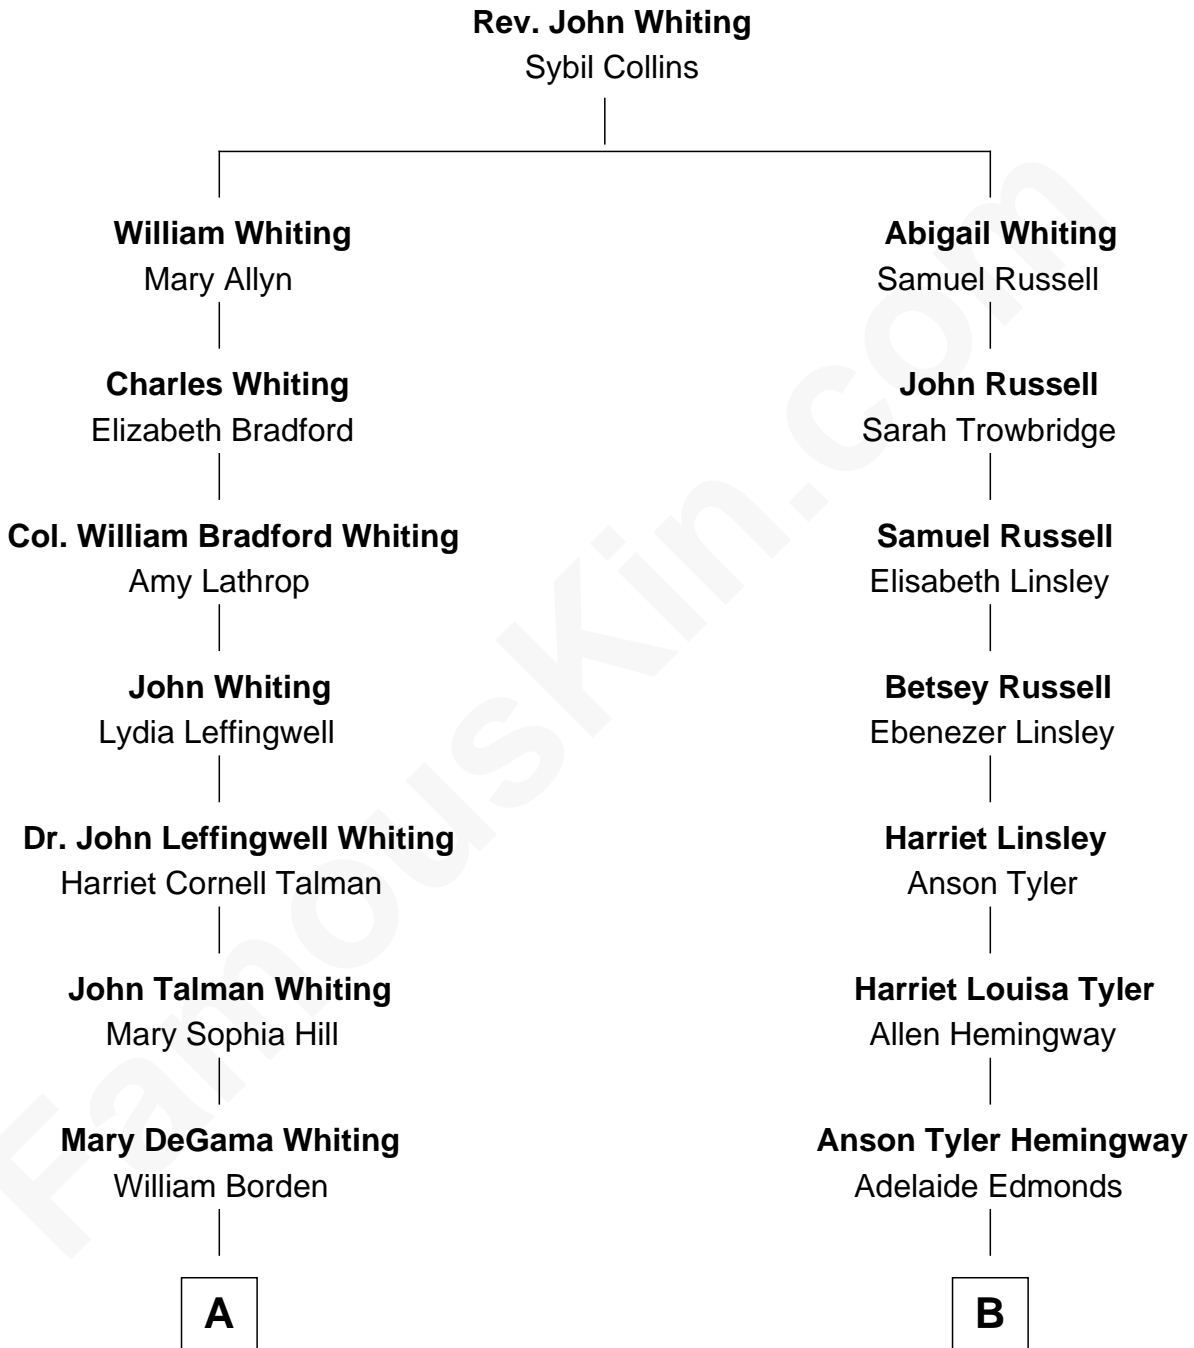 Rev. John Whiting
Sybil Collins
William Whiting
Mary Allyn
Charles Whiting
Elizabeth Bradford
Col. William Bradford Whiting
Amy Lathrop
John Whiting
Lydia Leffingwell
Dr. John Leffingwell Whiting
Harriet Cornell Talman
John Talman Whiting
Mary Sophia Hill
Mary DeGama Whiting
William Borden
A
Abigail Whiting
Samuel Russell
John Russell
Sarah Trowbridge
Samuel Russell
Elisabeth Linsley
Betsey Russell
Ebenezer Linsley
Harriet Linsley
Anson Tyler
Harriet Louisa Tyler
Allen Hemingway
Anson Tyler Hemingway
Adelaide Edmonds
B
FamousKin.com